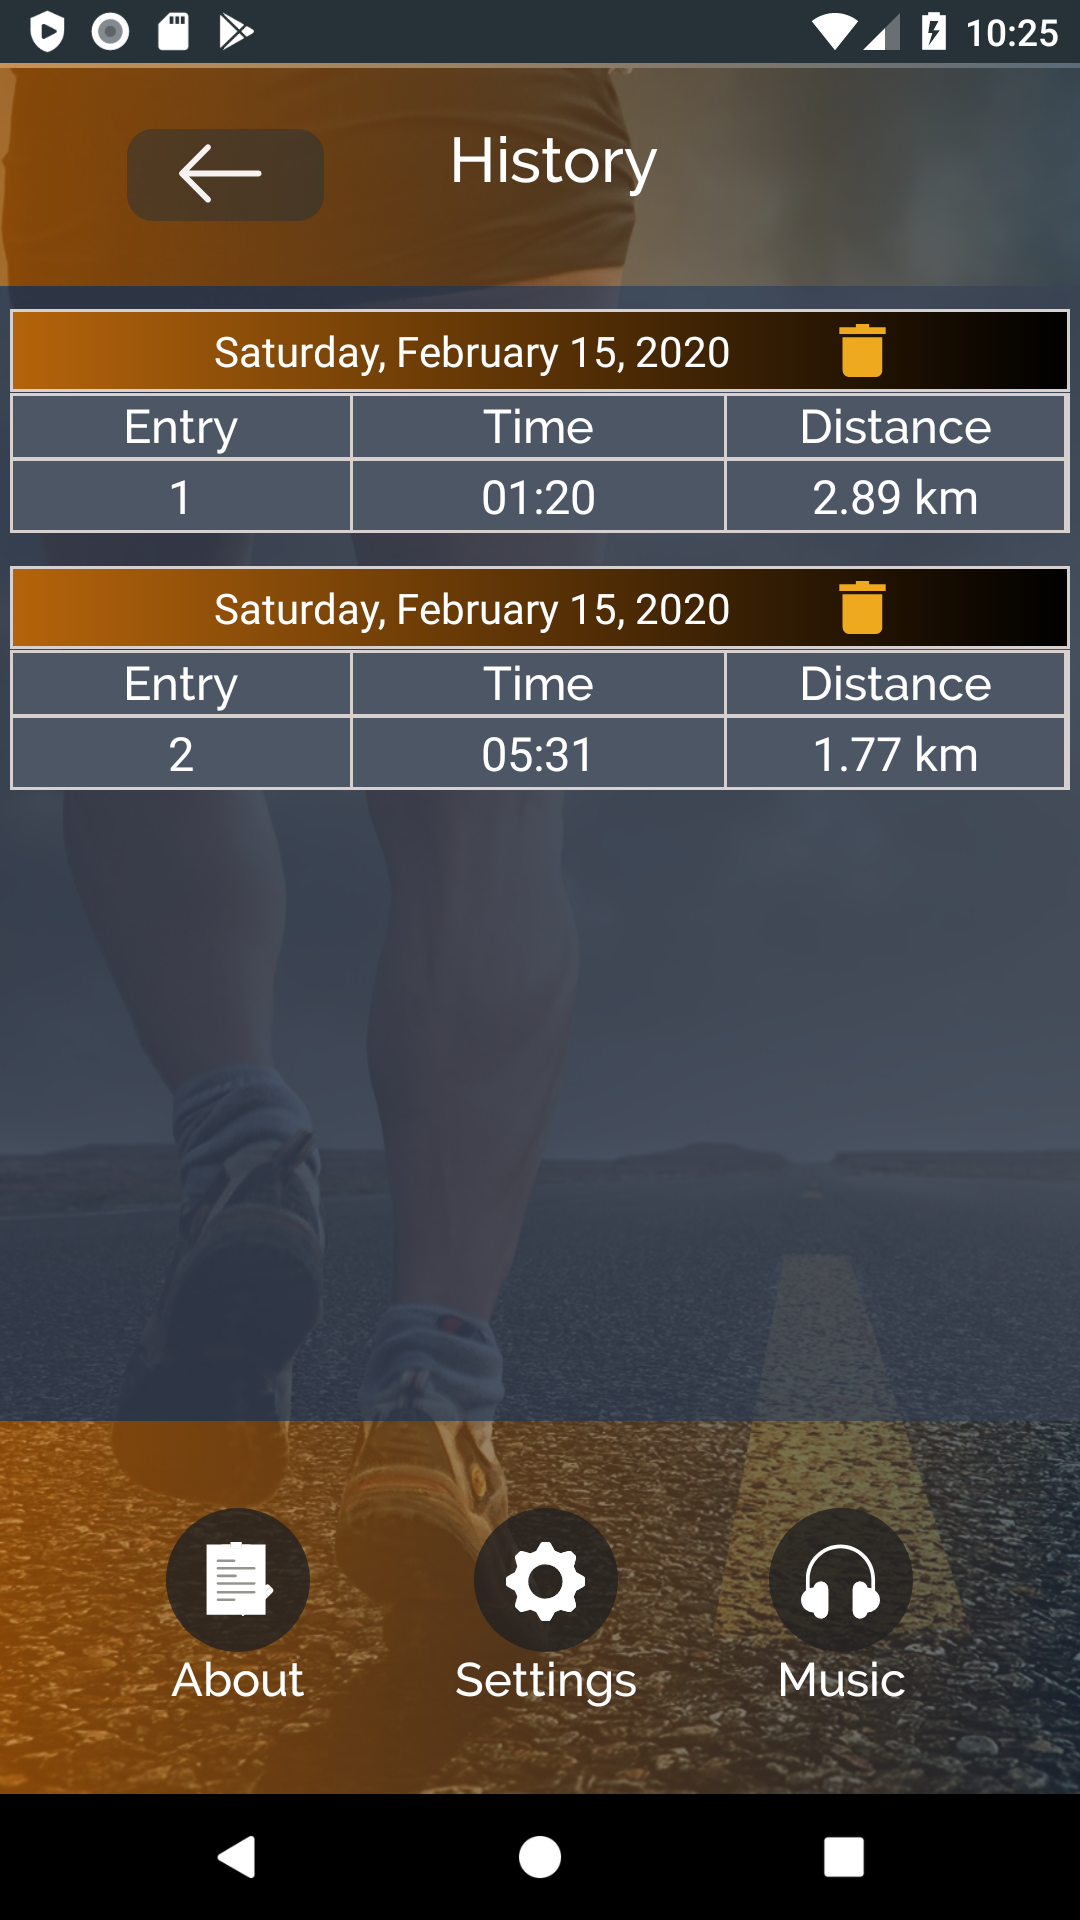 10:25
History
Saturday, February 15, 2020
Entry Time Distance
1 01:20 2.89 km
Saturday, February 15, 2020
Entry Time Distance
2 05:31 1.77 km
About Settings Music